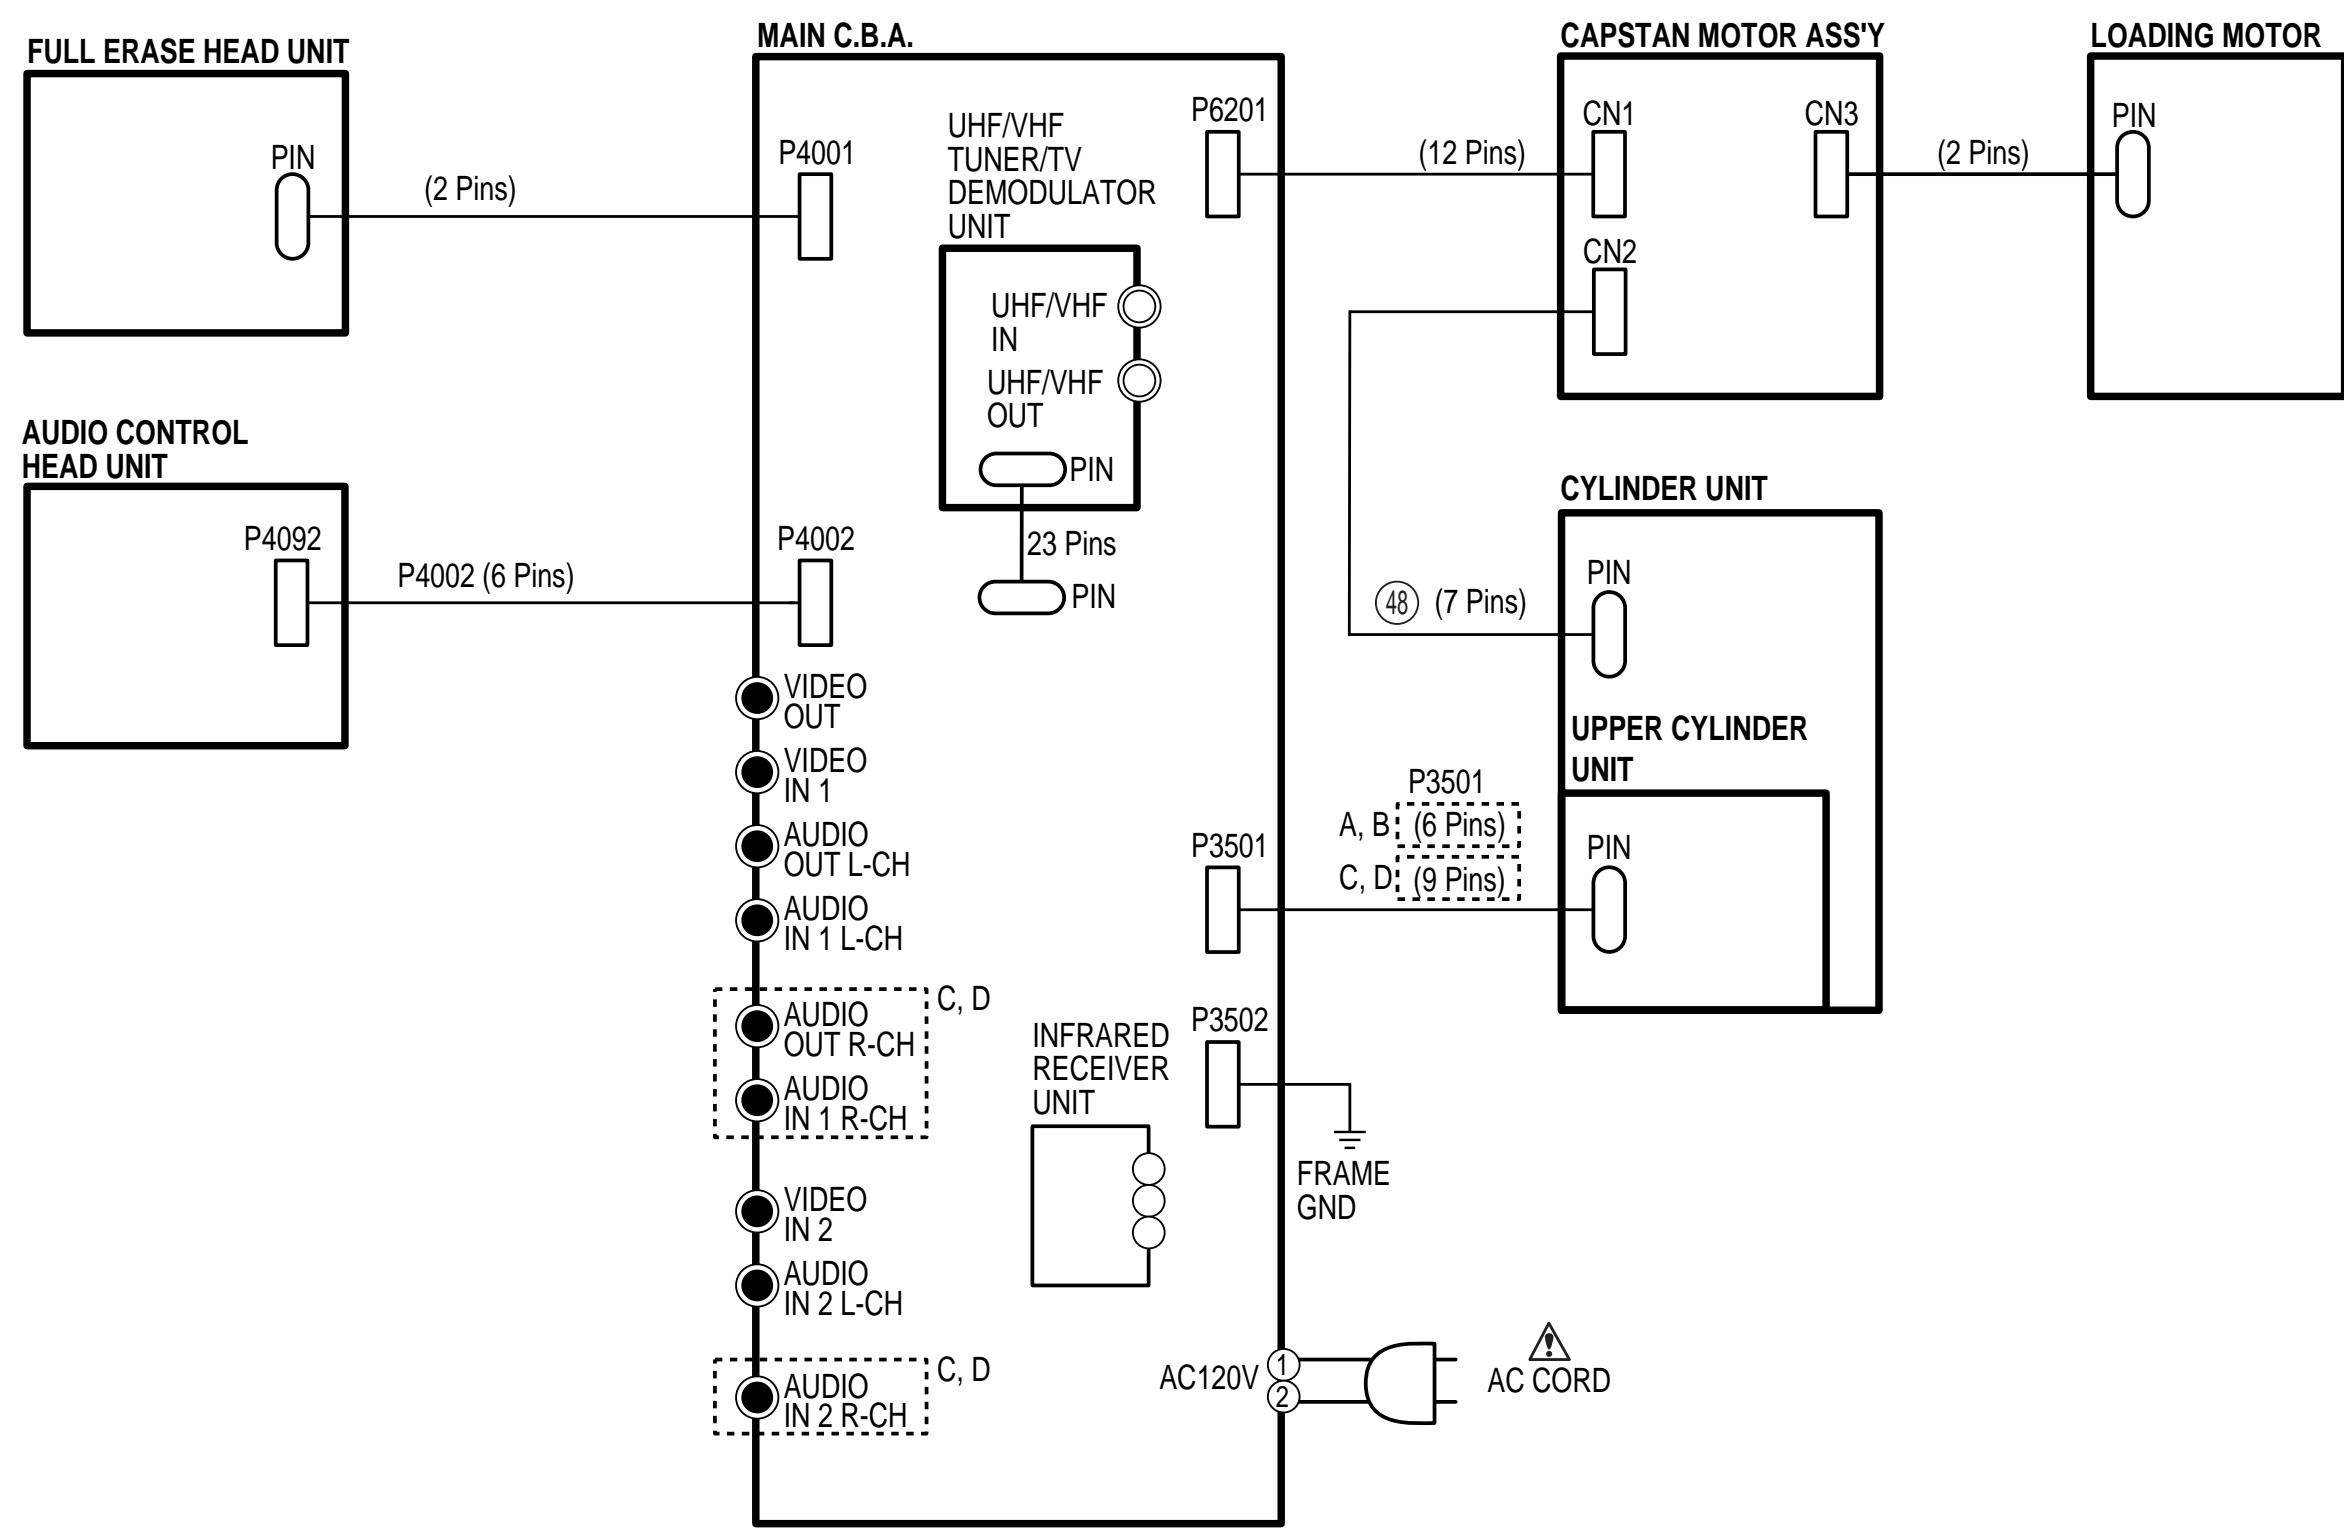 FULL ERASE HEAD UNIT
PIN
(2 Pins)
AUDIO CONTROL
HEAD UNIT
P4092
P4002 (6 Pins)
MAIN C.B.A.
P4001
UHF/VHF
TUNER/TV
DEMODULATOR
UNIT
UHF/VHF
IN
UHF/VHF
OUT
PIN
23 Pins
PIN
P4002
VIDEO
OUT
VIDEO
IN 1
AUDIO
OUT L-CH
AUDIO
IN 1 L-CH
C, D
AUDIO
OUT R-CH
AUDIO
IN 1 R-CH
VIDEO
IN 2
AUDIO
IN 2 L-CH
C, D
AUDIO
IN 2 R-CH
P6201
P3501
P3502
INFRARED
RECEIVER
UNIT
FRAME
GND
AC120V
1
2
AC CORD
(12 Pins)
CAPSTAN MOTOR ASS'Y
CN1
CN2
CN3
(2 Pins)
LOADING MOTOR
PIN
CYLINDER UNIT
48 (7 Pins)
PIN
UPPER CYLINDER
UNIT
P3501
A, B (6 Pins)
C, D (9 Pins)
PIN